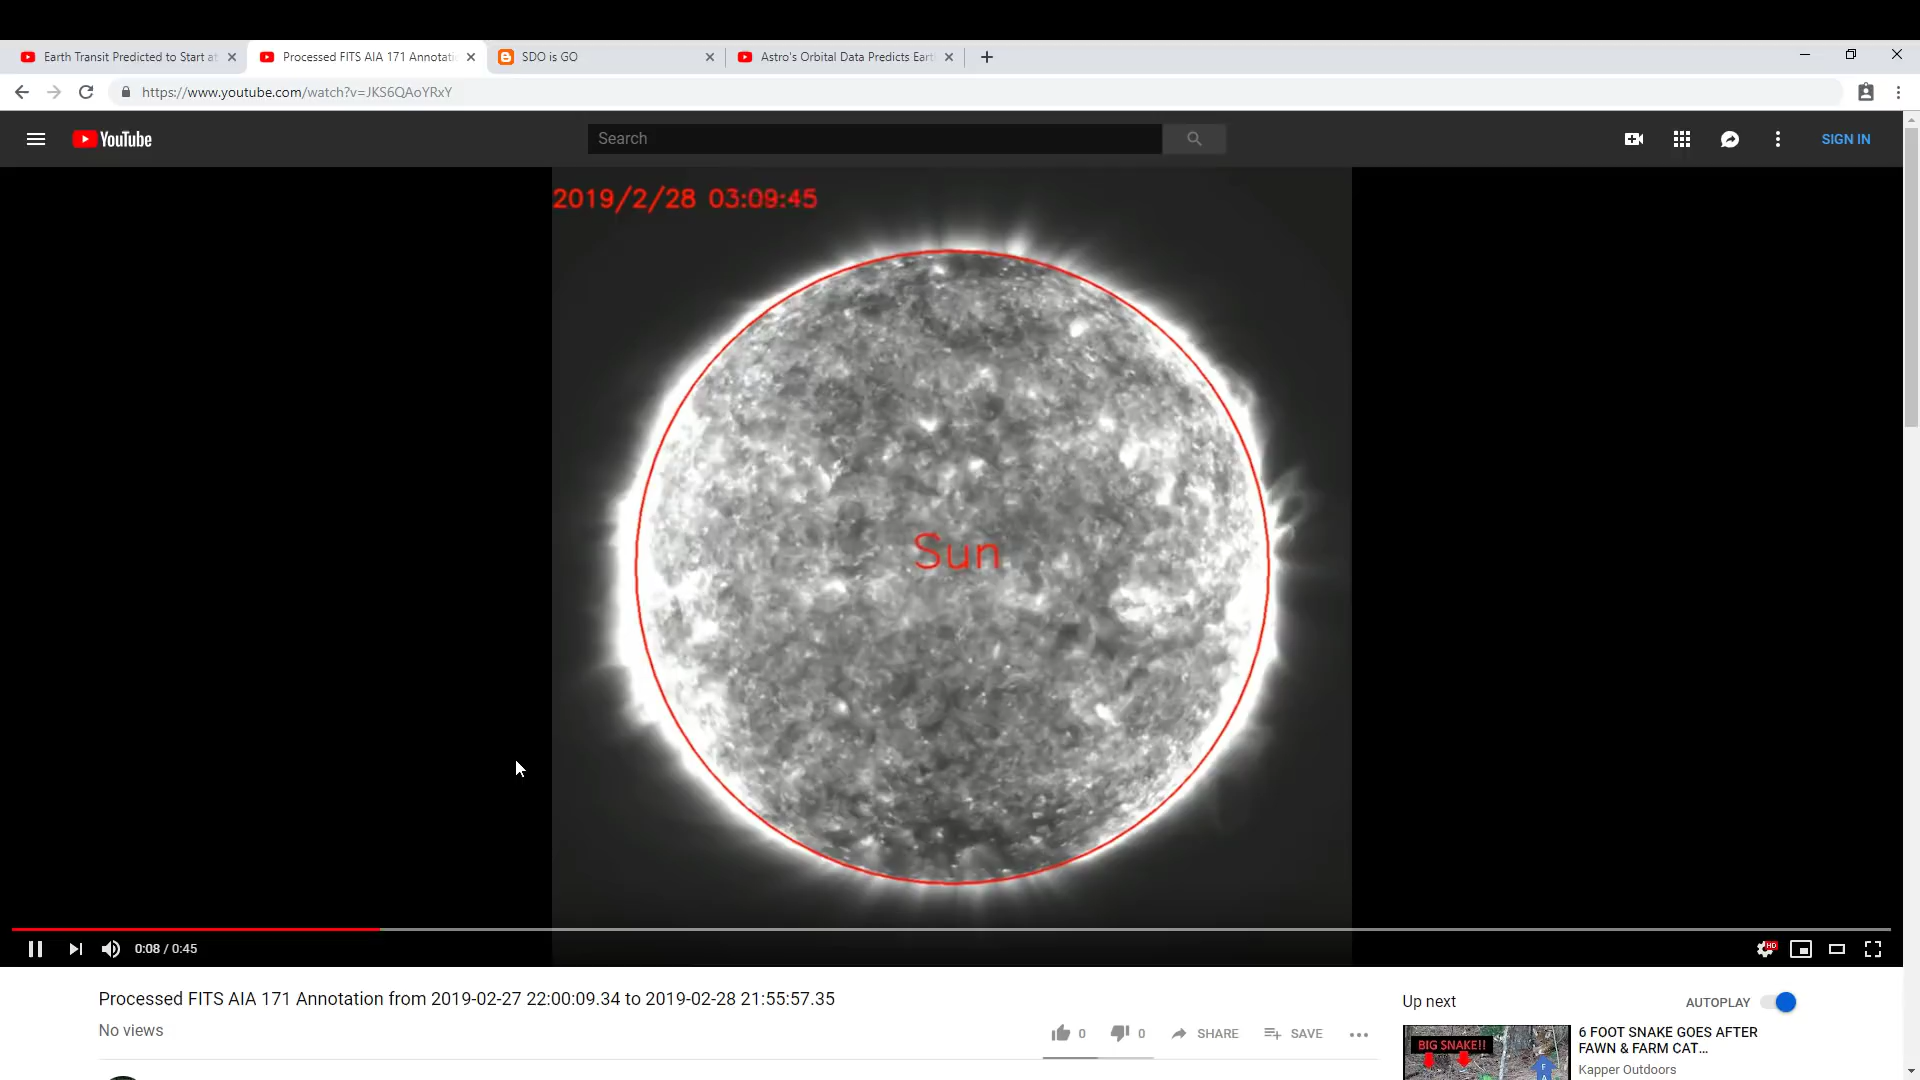 Earth Transit Predicted to Start at
Processed FITS AIA 171 Annotati
SDO is GO
Astro's Orbital Data Predicts Eart
https://www.youtube.com/watch?v=JKS6QAoYRxY
YouTube
Search
SIGN IN
2019/2/28 03:09:45
Sun
0:08 / 0:45
HD
Processed FITS AIA 171 Annotation from 2019-02-27 22:00:09.34 to 2019-02-28 21:55:57.35
No views
0
0
SHARE
SAVE
Up next
AUTOPLAY
BIG SNAKE!!
6 FOOT SNAKE GOES AFTER
FAWN & FARM CAT...
Kapper Outdoors